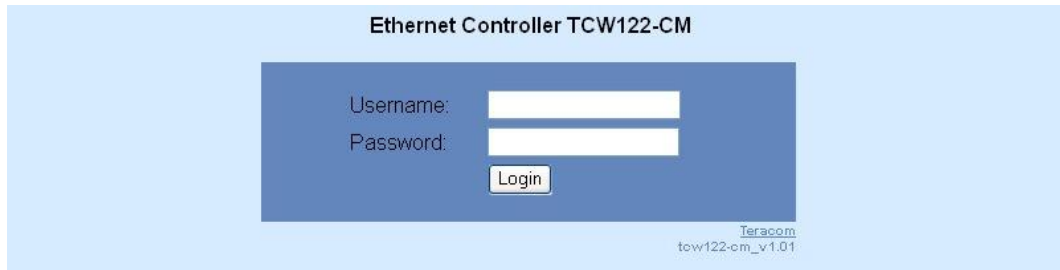 Ethernet Controller TCW122-CM
Username:
Password:
Login
Teracom
tcw122-cm_v1.01